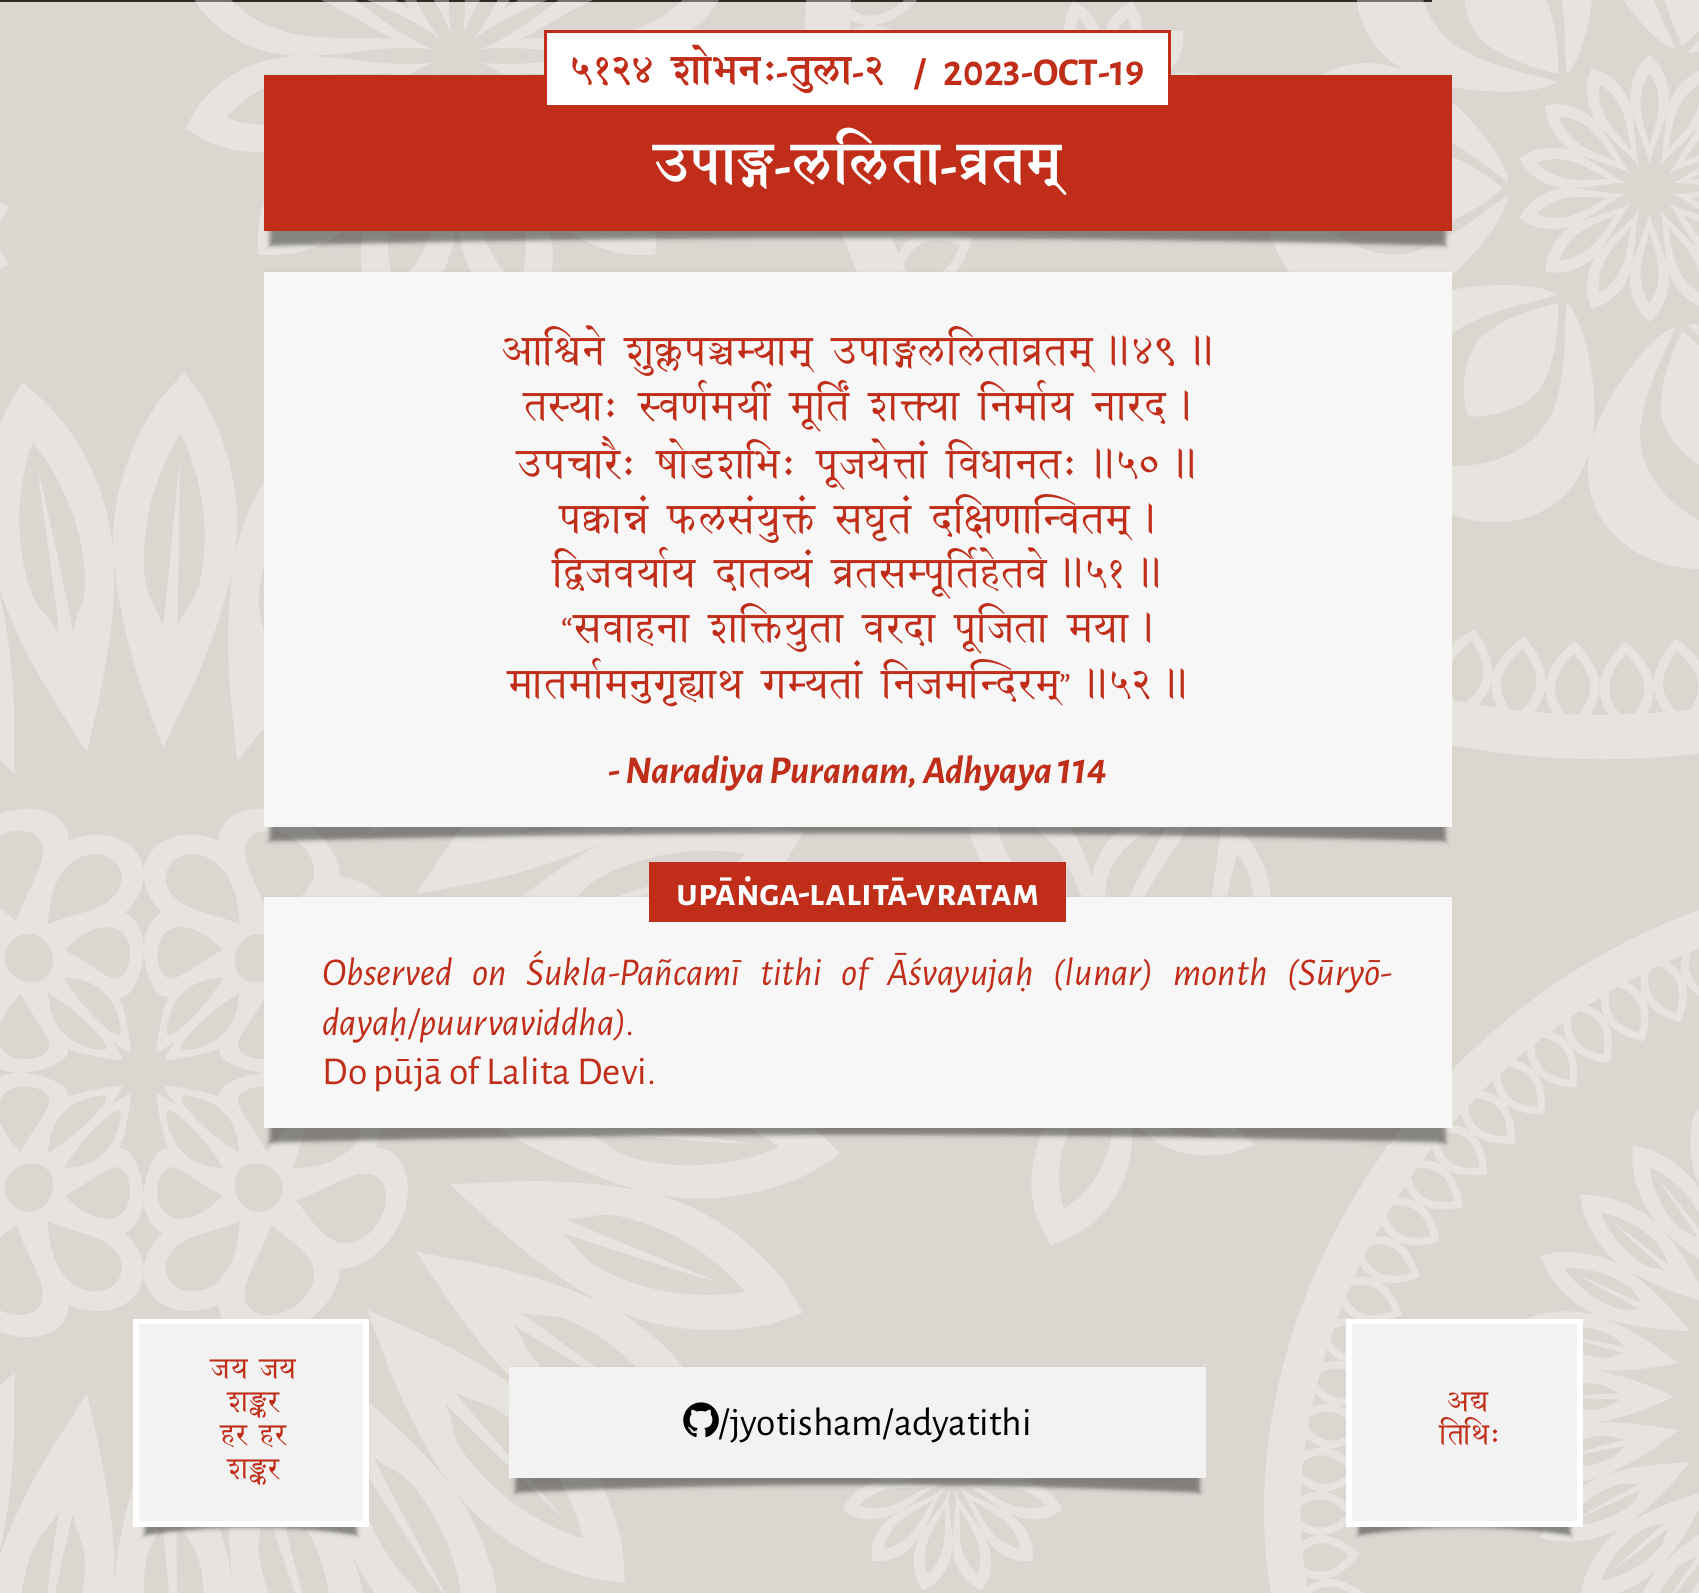 ५१२४ शोभनः-तुला-२ / 2023-OCT-19
उपाङ्ग-ललिता-व्रतम्
आश्विने शुक्लपञ्चम्याम् उपाङ्गललिताव्रतम् ॥४९ ॥
तस्याः स्वर्णमयीं मूर्तिं शक्त्या निर्माय नारद ।
उपचारैः षोडशाभिः पूजयेत्तां विधानतः ॥५० ॥
पक्वान्नं फलसंयुक्तं सघृतं दक्षिणान्वितम् ।
द्विजवर्याय दातव्यं व्रतसम्पूर्तिहेतवे ॥५१ ॥
“सवाहना शक्तियुता वरदा पूजिता मया ।
मातर्मामनुगृह्याथ गम्यतां निजमन्दिरम्” ॥५२ ॥
- Naradiya Puranam, Adhyaya 114
UPĀṄGA-LALITĀ-VRATAM
Observed on Śukla-Pañcamī tithi of Āśvayujaḥ (lunar) month (Sūryō-
dayaḥ/puurvaviddha).
Do pūjā of Lalita Devi.
जय जय
शङ्कर
हर हर
शङ्कर
/jyotisham/adyatithi
अद्य
तिथिः